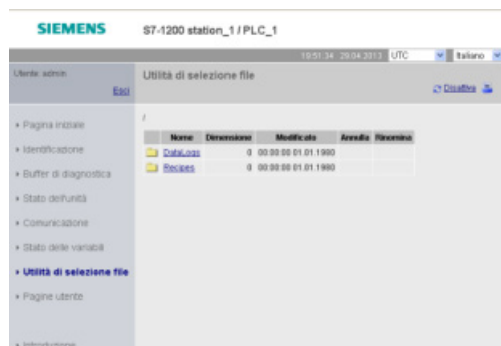 SIEMENS
S7-1200 station_1 / PLC_1
19:51:34 29.04.2013 UTC Italiano
Utente: admin
Esci
Utilità di selezione file
Disattiva
/
Nome Dimensione Modificato Annulla Rinomina
DataLogs 0 00:00:00 01.01.1980
Recipes 0 00:00:00 01.01.1980
Pagina iniziale
Identificazione
Buffer di diagnostica
Stato dell'unità
Comunicazione
Stato delle variabili
Utilità di selezione file
Pagine utente
Introduzione